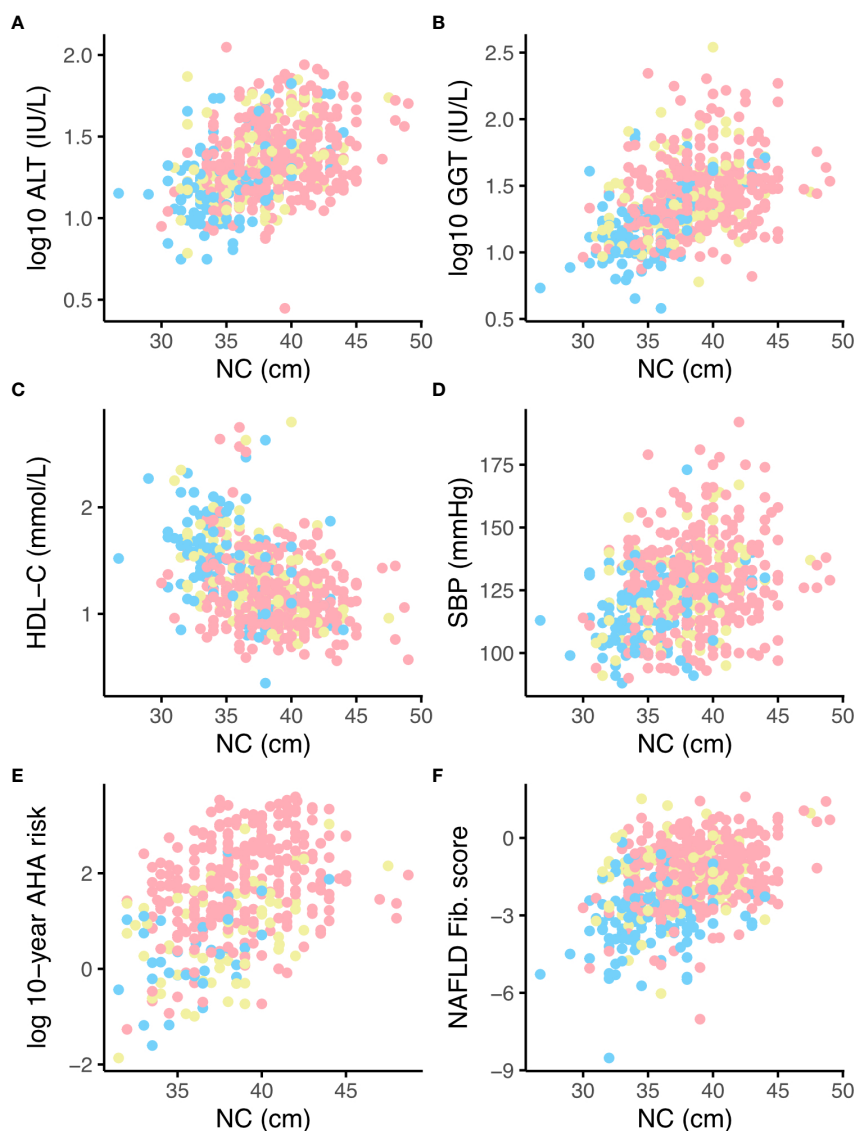 A
B
log10 ALT (IU/L)
2.0
1.5
1.0
0.5
30 35 40 45 50
NC (cm)
log10 GGT (IU/L)
2.5
2.0
1.5
1.0
0.5
30 35 40 45 50
NC (cm)
C
D
HDL−C (mmol/L)
2
1
30 35 40 45 50
NC (cm)
SBP (mmHg)
175
150
125
100
30 35 40 45 50
NC (cm)
E
F
log 10−year AHA risk
2
0
−2
35 40 45
NC (cm)
NAFLD Fib. score
0
−3
−6
−9
30 35 40 45 50
NC (cm)